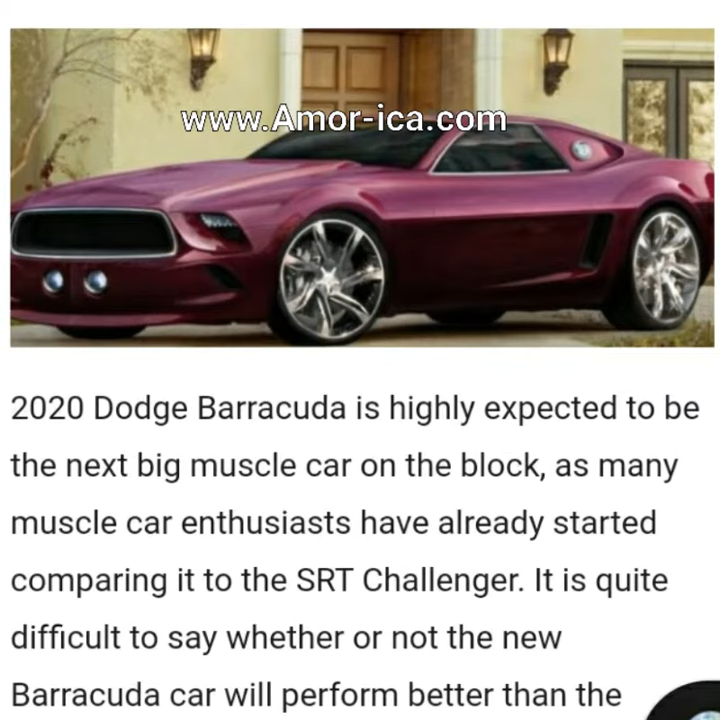 www.Amor-ica.com
2020 Dodge Barracuda is highly expected to be
the next big muscle car on the block, as many
muscle car enthusiasts have already started
comparing it to the SRT Challenger. It is quite
difficult to say whether or not the new
Barracuda car will perform better than the